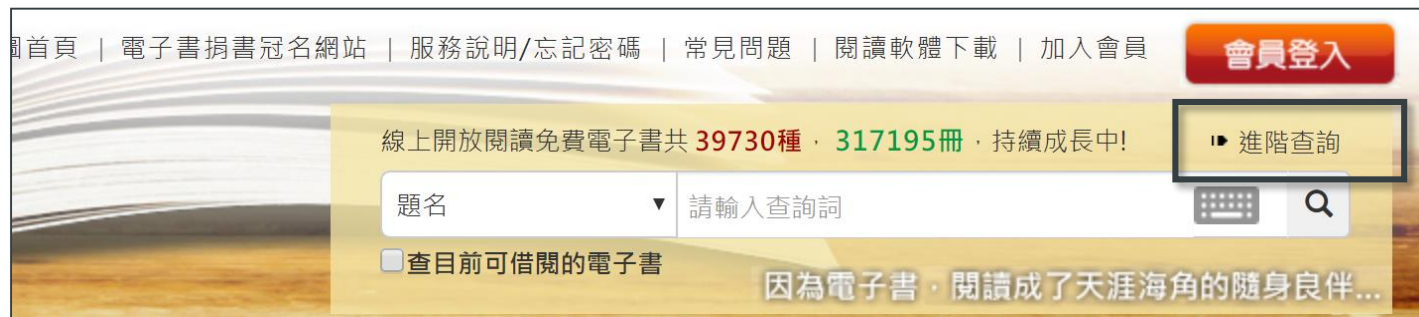 圖首頁 | 電子書捐書冠名網站 | 服務說明/忘記密碼 | 常見問題 | 閱讀軟體下載 | 加入會員 會員登入
線上開放閱讀免費電子書共 39730種，317195冊，持續成長中! 進階查詢
題名 請輸入查詢詞
查目前可借閱的電子書
因為電子書，閱讀成了天涯海角的隨身良伴...